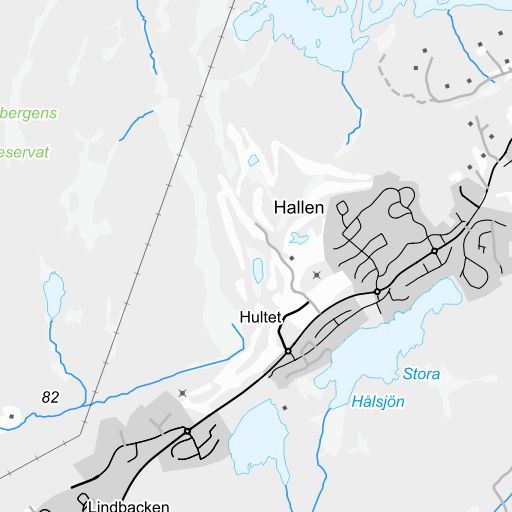 bergens
eservat
Hallen
Hultet
Stora
Hålsjön
82
Lindbacken